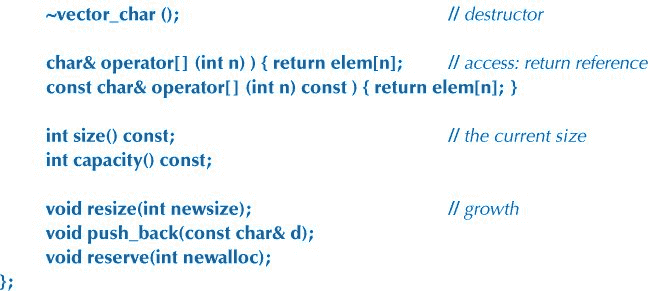 ~vector_char (); // destructor
char& operator[] (int n) ) { return elem[n]; // access: return reference
const char& operator[] (int n) const ) { return elem[n]; }
int size() const; // the current size
int capacity() const;
void resize(int newsize); // growth
void push_back(const char& d);
void reserve(int newalloc);
};